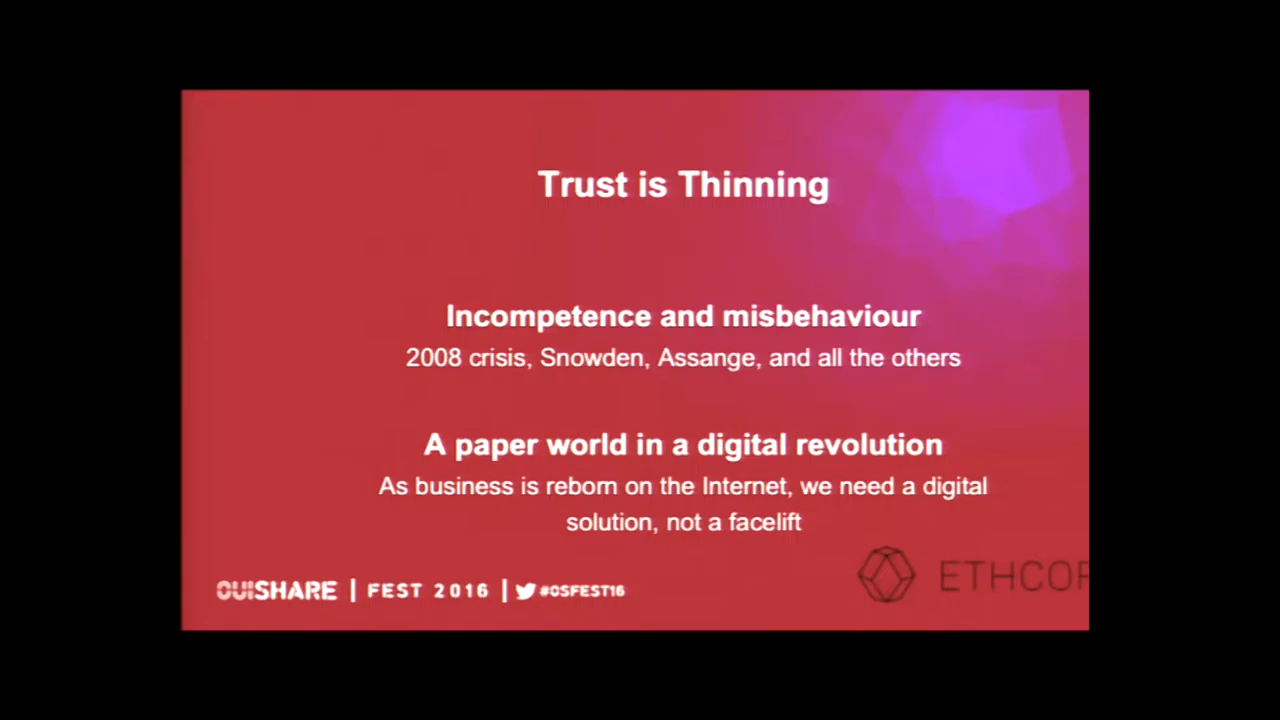 Trust is Thinning
Incompetence and misbehaviour
2008 crisis, Snowden, Assange, and all the others
A paper world in a digital revolution
As business is reborn on the Internet, we need a digital
solution, not a facelift
OUISHARE | FEST 2016 | #OSFEST16
ETHCOR